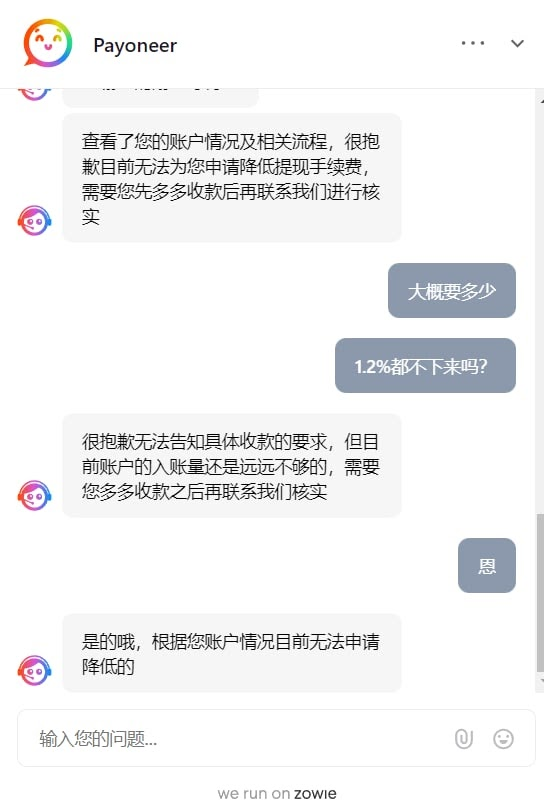 Payoneer
查看了您的账户情况及相关流程，很抱
歉目前无法为您申请降低提现手续费，
需要您先多多收款后再联系我们进行核
实
大概要多少
1.2%都不下来吗？
很抱歉无法告知具体收款的要求，但目
前账户的入账量还是远远不够的，需要
您多多收款之后再联系我们核实
恩
是的哦，根据您账户情况目前无法申请
降低的
输入您的问题...
we run on zowie